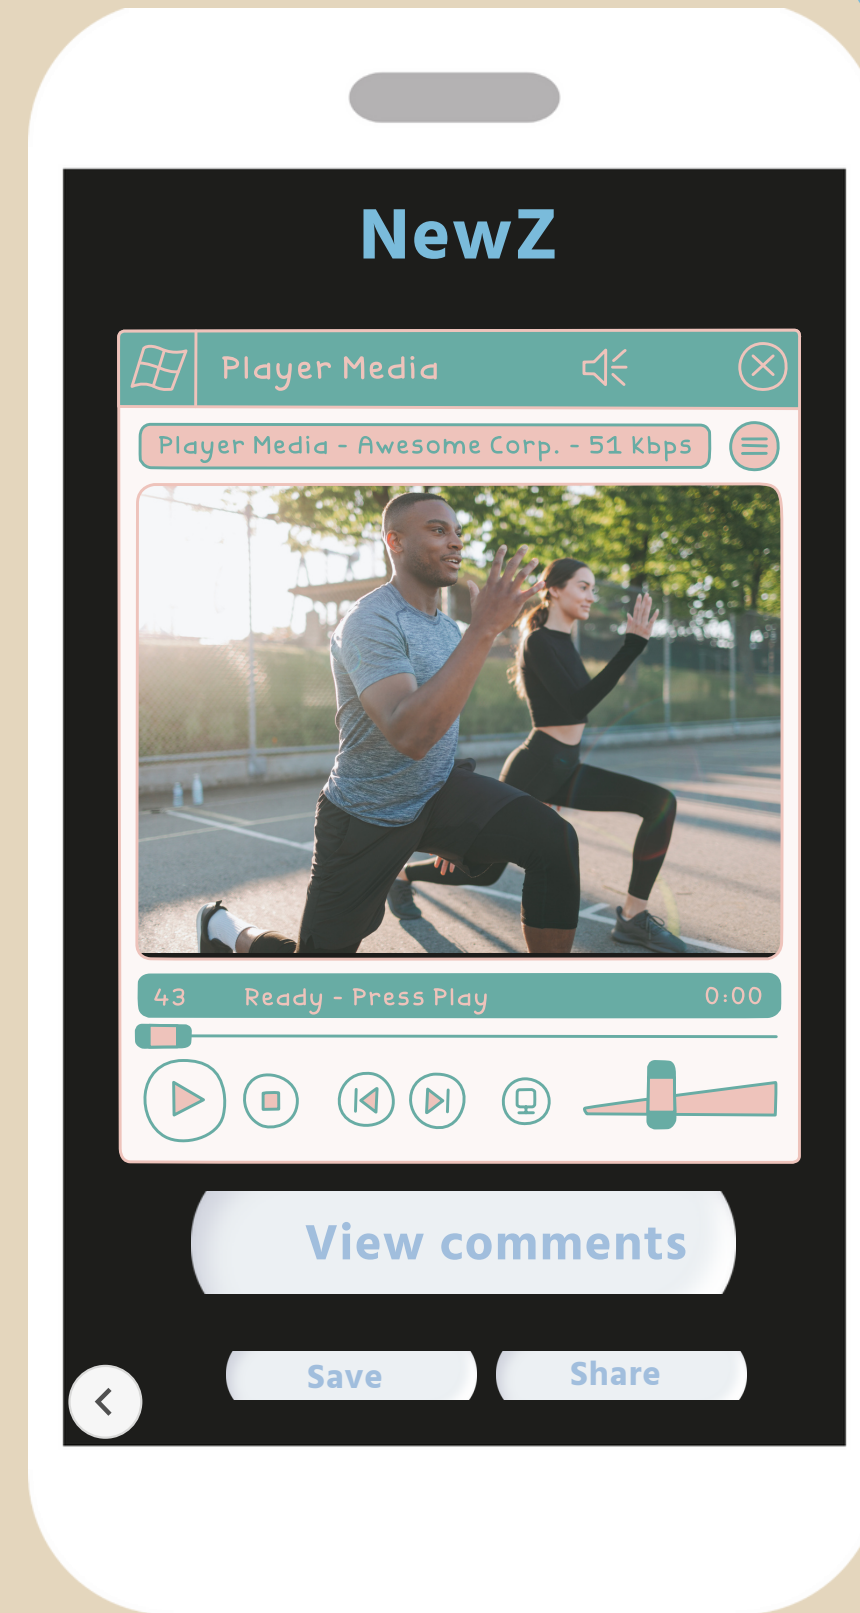 NewZ
Player Media
Player Media - Awesome Corp. - 51 Kbps
43 Ready - Press Play 0:00
View comments
Save Share